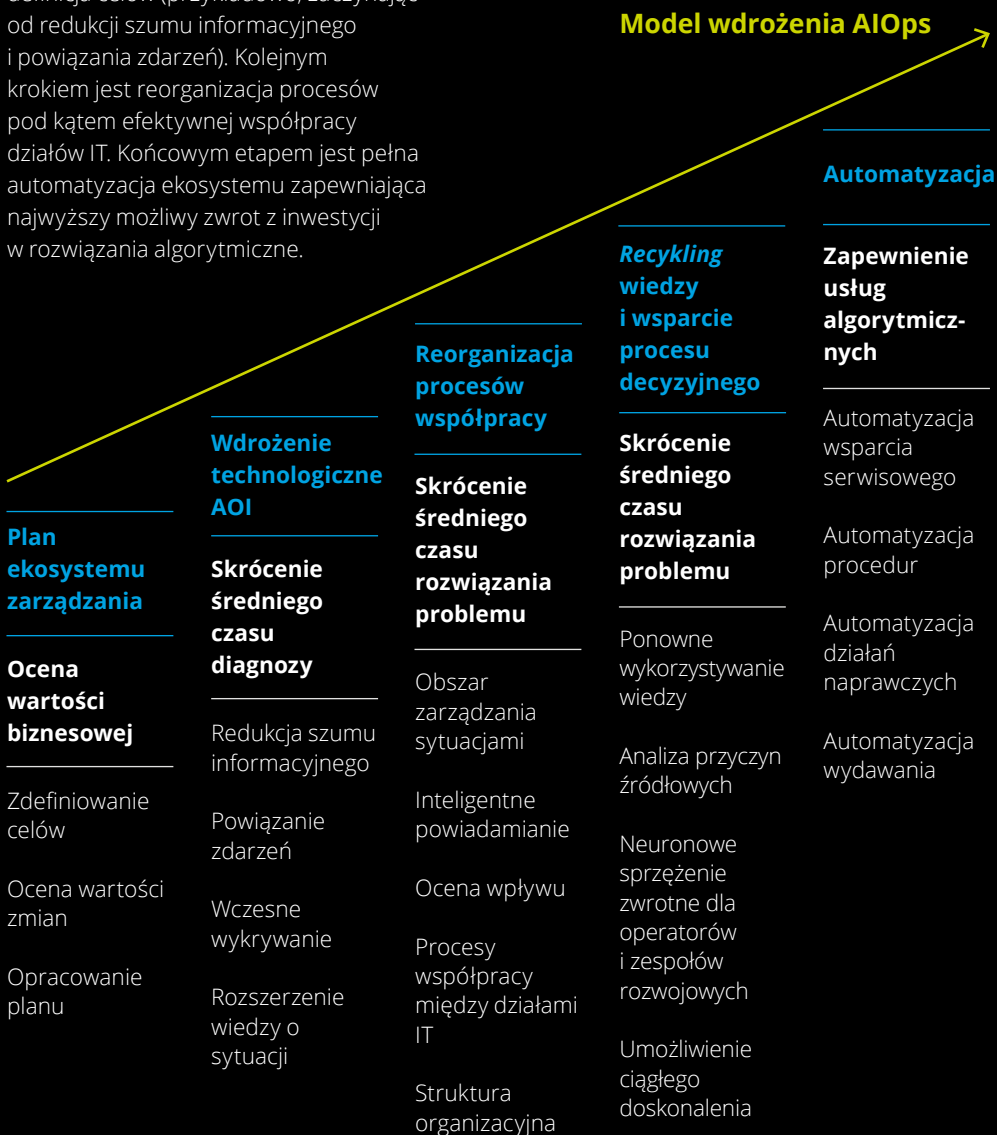 definicja celów (przykładowo, zaczynając
od redukcji szumu informacyjnego
i powiązania zdarzeń). Kolejnym
krokiem jest reorganizacja procesów
pod kątem efektywnej współpracy
działów IT. Końcowym etapem jest pełna
automatyzacja ekosystemu zapewniająca
najwyższy możliwy zwrot z inwestycji
w rozwiązania algorytmiczne.
Model wdrożenia AIOps
Plan
ekosystemu
zarządzania
Ocena
wartości
biznesowej
Zdefiniowanie
celów
Ocena wartości
zmian
Opracowanie
planu
Wdrożenie
technologiczne
AOI
Skrócenie
średniego
czasu
diagnozy
Redukcja szumu
informacyjnego
Powiązanie
zdarzeń
Wczesne
wykrywanie
Rozszerzenie
wiedzy o
sytuacji
Reorganizacja
procesów
współpracy
Skrócenie
średniego
czasu
rozwiązania
problemu
Obszar
zarządzania
sytuacjami
Inteligentne
powiadamianie
Ocena wpływu
Procesy
współpracy
między działami
IT
Struktura
organizacyjna
Recykling
wiedzy
i wsparcie
procesu
decyzyjnego
Skrócenie
średniego
czasu
rozwiązania
problemu
Ponowne
wykorzystywanie
wiedzy
Analiza przyczyn
źródłowych
Neuronowe
sprzężenie
zwrotne dla
operatorów
i zespołów
rozwojowych
Umożliwienie
ciągłego
doskonalenia
Automatyzacja
Zapewnienie
usług
algorytmicz-
nych
Automatyzacja
wsparcia
serwisowego
Automatyzacja
procedur
Automatyzacja
działań
naprawczych
Automatyzacja
wydawania